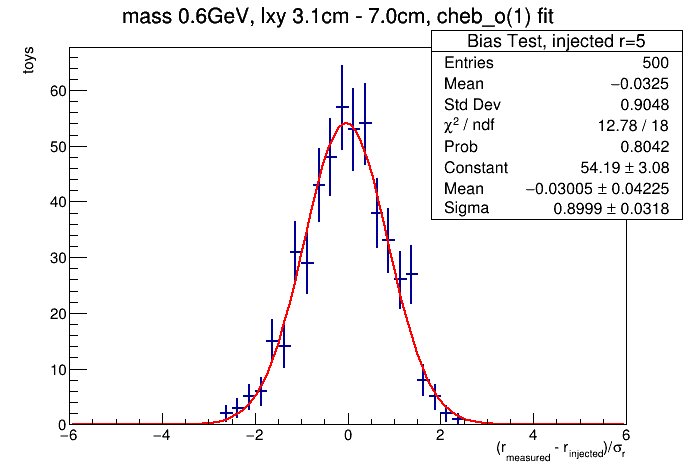 mass 0.6GeV, lxy 3.1cm - 7.0cm, cheb_o(1) fit
toys
Bias Test, injected r=5
Entries 500
Mean −0.0325
Std Dev 0.9048
χ² / ndf 12.78 / 18
Prob 0.8042
Constant 54.19 ± 3.08
Mean −0.03005 ± 0.04225
Sigma 0.8999 ± 0.0318
60
50
40
30
20
10
0
−6 −4 −2 0 2 4 6
(r_measured - r_injected)/σ_r